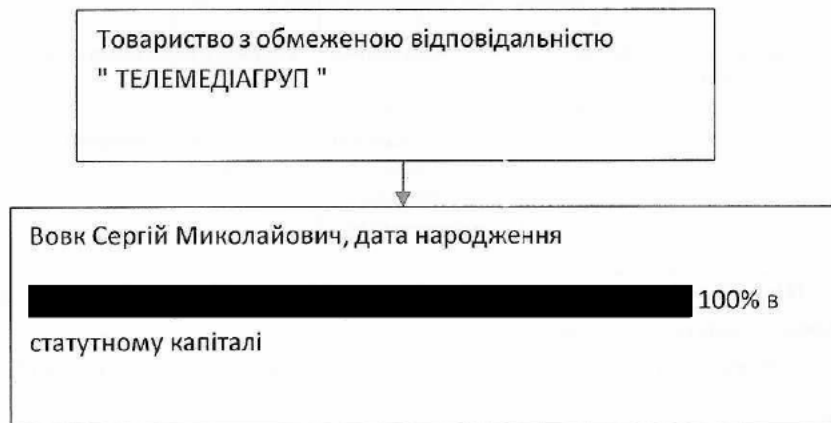 Товариство з обмеженою відповідальністю
" ТЕЛЕМЕДІАГРУП "
Вовк Сергій Миколайович, дата народження
100% в
статутному капіталі